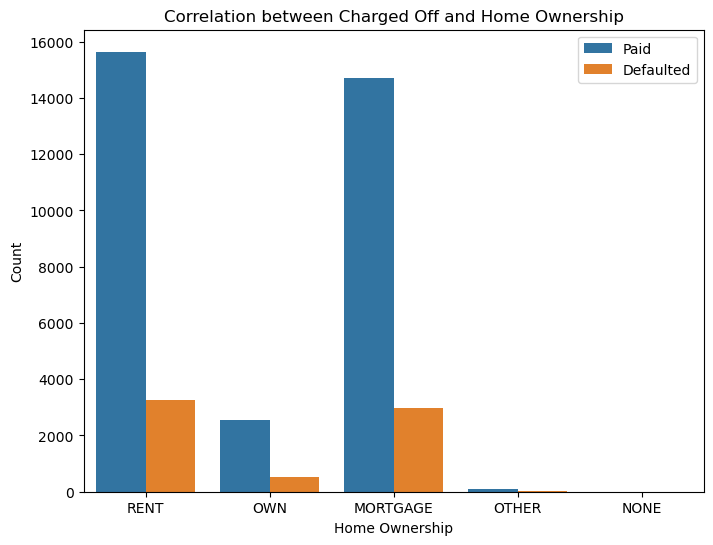 Correlation between Charged Off and Home Ownership
Paid
Defaulted
Count
16000
14000
12000
10000
8000
6000
4000
2000
0
RENT
OWN
MORTGAGE
OTHER
NONE
Home Ownership